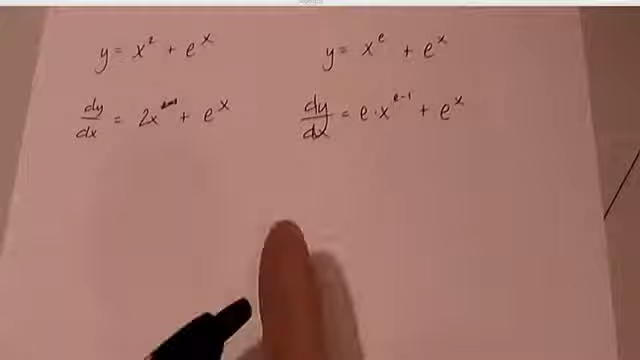 y = x² + eˣ
y = xᵉ + eˣ
dy/dx = 2x + eˣ
dy/dx = e·xᵉ⁻¹ + eˣ